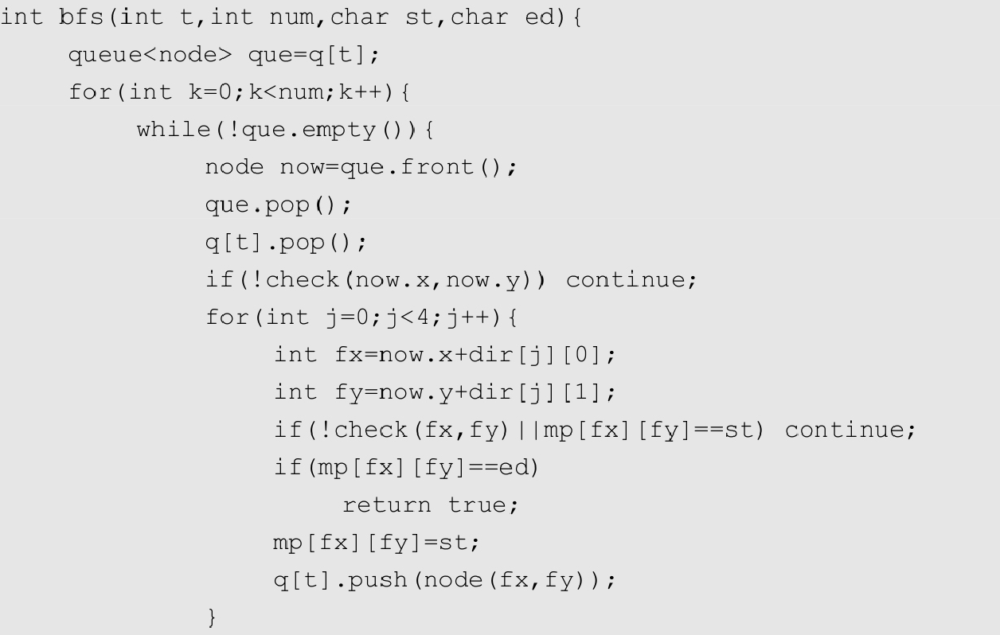 int bfs(int t,int num,char st,char ed){
queue<node> que=q[t];
for(int k=0;k<num;k++){
while(!que.empty()){
node now=que.front();
que.pop();
q[t].pop();
if(!check(now.x,now.y)) continue;
for(int j=0;j<4;j++){
int fx=now.x+dir[j][0];
int fy=now.y+dir[j][1];
if(!check(fx,fy)||mp[fx][fy]==st) continue;
if(mp[fx][fy]==ed)
return true;
mp[fx][fy]=st;
q[t].push(node(fx,fy));
}